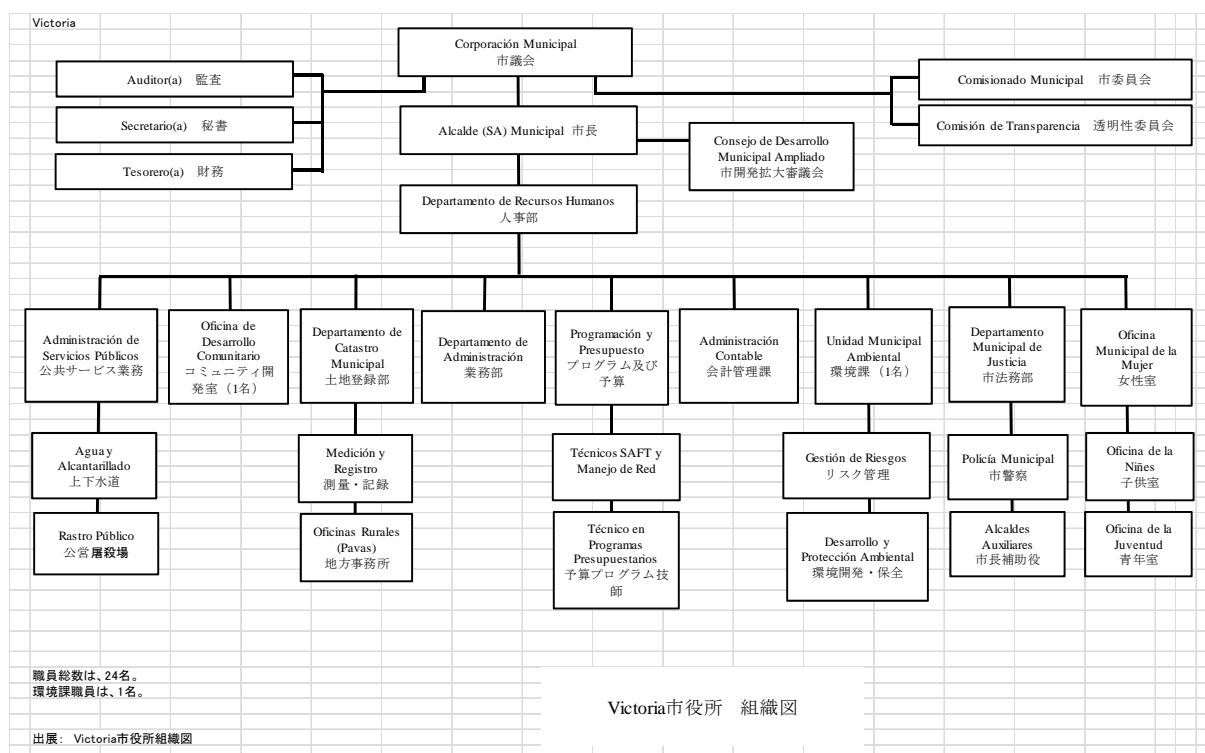 Victoria
Corporación Municipal
市議会
Auditor(a) 監査
Secretario(a) 秘書
Tesorero(a) 財務
Comisionado Municipal 市委員会
Comisión de Transparencia 透明性委員会
Alcalde (SA) Municipal 市長
Consejo de Desarrollo
Municipal Ampliado
市開発拡大審議会
Departamento de Recursos Humanos
人事部
Administración de
Servicios Públicos
公共サービス業務
Oficina de
Desarrollo
Comunitario
コミュニティ開
発室（1名）
Departamento de
Catastro
Municipal
土地登録部
Departamento de
Administración
業務部
Programación y
Presupuesto
プログラム及び
予算
Administración
Contable
会計管理課
Unidad Municipal
Ambiental
環境課（1名）
Departamento
Municipal de
Justicia
市法務部
Oficina
Municipal de la
Mujer
女性室
Agua y
Alcantarillado
上下水道
Medición y
Registro
測量・記録
Técnicos SAFT y
Manejo de Red
Gestión de Riesgos
リスク管理
Policía Municipal
市警察
Oficina de la
Niñes
子供室
Rastro Público
公営屠殺場
Oficinas Rurales
(Pavas)
地方事務所
Técnico en
Programas
Presupuestarios
予算プログラム技
師
Desarrollo y
Protección Ambiental
環境開発・保全
Alcaldes
Auxiliares
市長補助役
Oficina de la
Juventud
青年室
職員総数は、24名。
環境課職員は、1名。
Victoria市役所 組織図
出展： Victoria市役所組織図